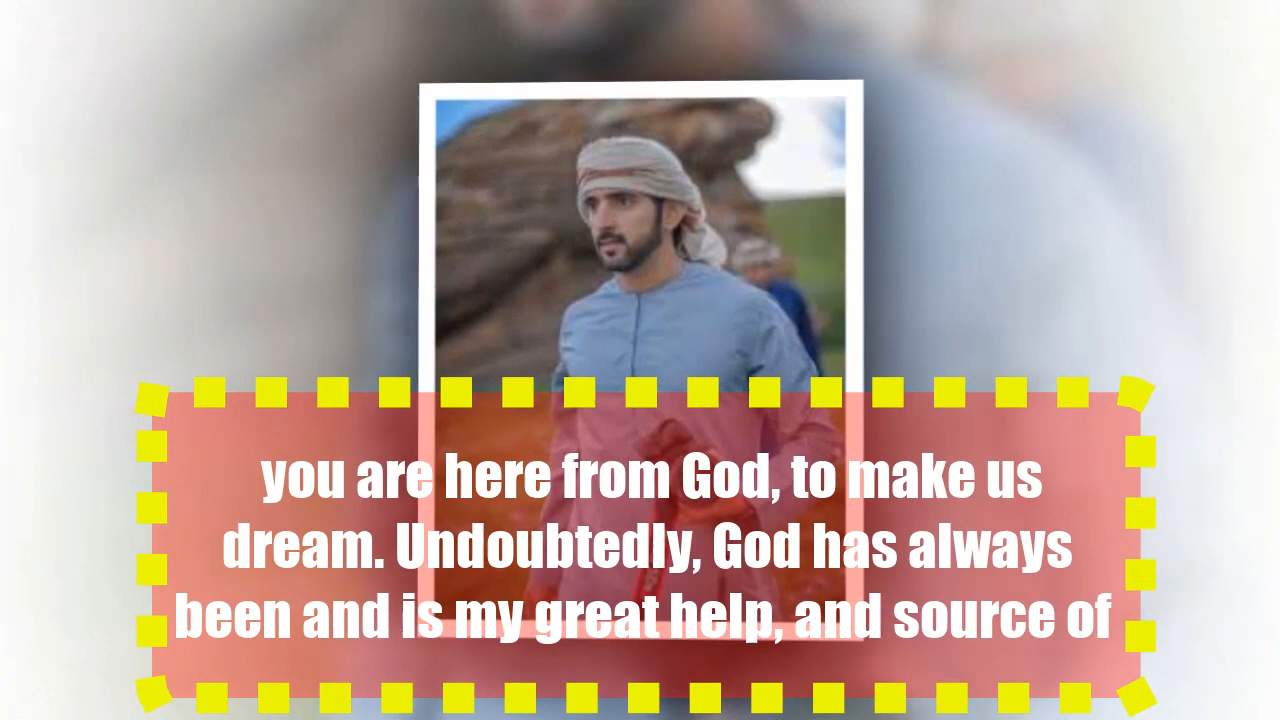 you are here from God, to make us
dream. Undoubtedly, God has always
been and is my great help, and source of